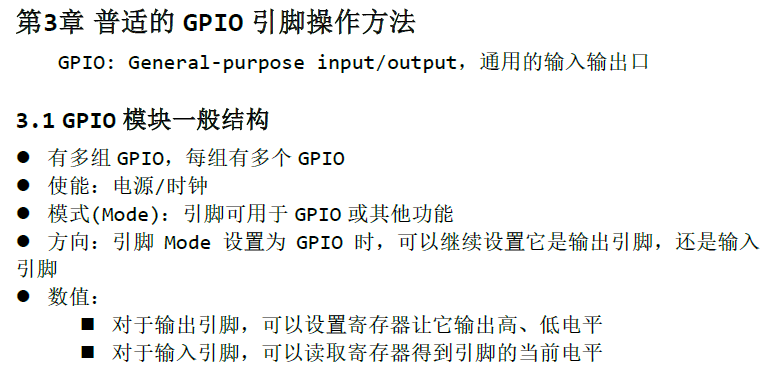 第3章 普适的 GPIO 引脚操作方法
GPIO: General-purpose input/output，通用的输入输出口
3.1 GPIO 模块一般结构
● 有多组 GPIO，每组有多个 GPIO
● 使能：电源/时钟
● 模式(Mode)：引脚可用于 GPIO 或其他功能
● 方向：引脚 Mode 设置为 GPIO 时，可以继续设置它是输出引脚，还是输入
引脚
● 数值：
■ 对于输出引脚，可以设置寄存器让它输出高、低电平
■ 对于输入引脚，可以读取寄存器得到引脚的当前电平